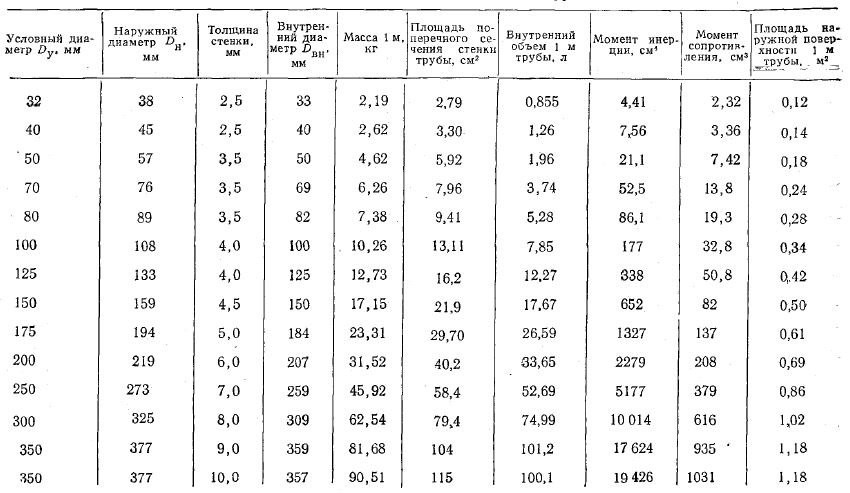 Условный диаметр Dу, мм | Наружный диаметр Dн, мм | Толщина стенки, мм | Внутренний диаметр Dвн, мм | Масса 1 м, кг | Площадь поперечного сечения стенки трубы, см² | Внутренний объем 1 м трубы, л | Момент инерции, см⁴ | Момент сопротивления, см³ | Площадь наружной поверхности 1 м трубы, м²
32 38 2,5 33 2,19 2,79 0,855 4,41 2,32 0,12
40 45 2,5 40 2,62 3,30 1,26 7,56 3,36 0,14
50 57 3,5 50 4,62 5,92 1,96 21,1 7,42 0,18
70 76 3,5 69 6,26 7,96 3,74 52,5 13,8 0,24
80 89 3,5 82 7,38 9,41 5,28 86,1 19,3 0,28
100 108 4,0 100 10,26 13,11 7,85 177 32,8 0,34
125 133 4,0 125 12,73 16,2 12,27 338 50,8 0,42
150 159 4,5 150 17,15 21,9 17,67 652 82 0,50
175 194 5,0 184 23,31 29,70 26,59 1327 137 0,61
200 219 6,0 207 31,52 40,2 33,65 2279 208 0,69
250 273 7,0 259 45,92 58,4 52,69 5177 379 0,86
300 325 8,0 309 62,54 79,4 74,99 10 014 616 1,02
350 377 9,0 359 81,68 104 101,2 17 624 935 1,18
350 377 10,0 357 90,51 115 100,1 19 426 1031 1,18